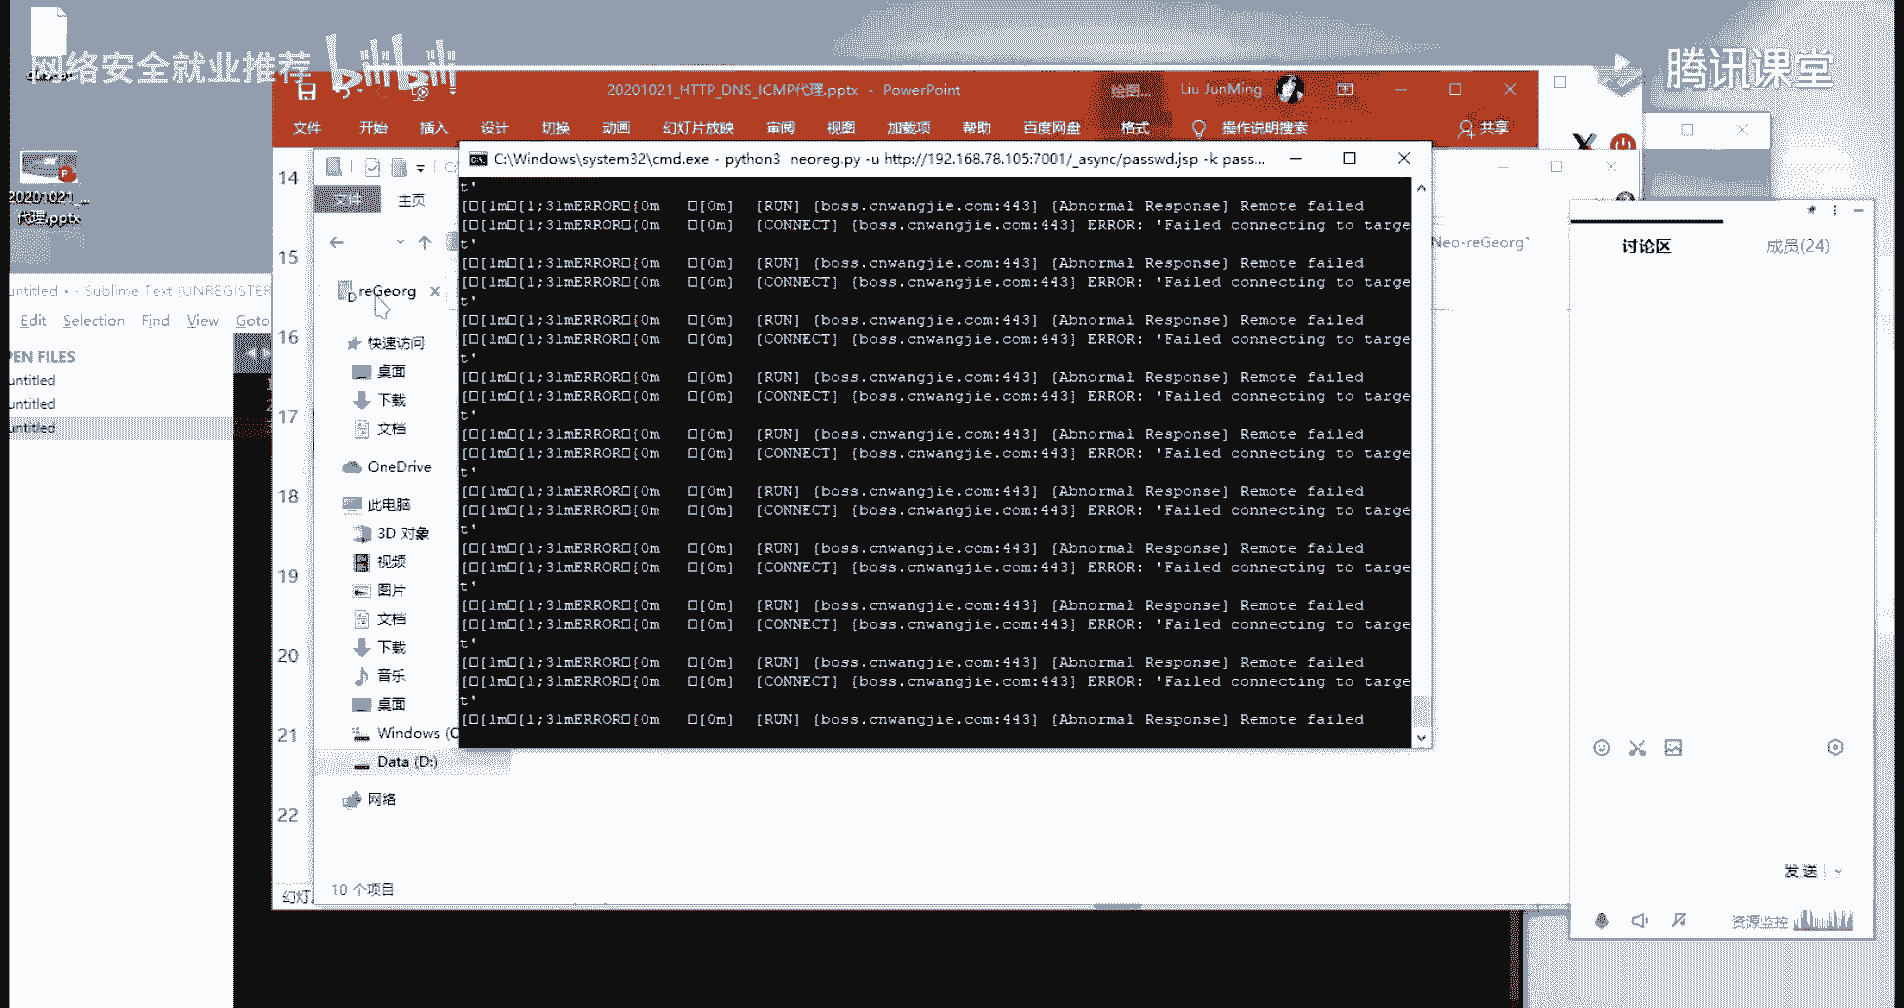 网络安全就业推荐
bilibili
腾讯课堂
20201021_HTTP_DNS_ICMP代理.pptx - PowerPoint
绘图...
Liu JunMing
文件 开始 插入 设计 切换 动画 幻灯片放映 审阅 视图 加载项 帮助 百度网盘 格式 操作说明搜索 共享
20201021_...
代理.pptx
C:\Windows\system32\cmd.exe - python3 neoreg.py -u http://192.168.78.105:7001/_async/passwd.jsp -k pass...
文件 主页
t'
[□[1m□[1;31mERROR□[0m □[0m] [RUN] [boss.cnwangjie.com:443] [Abnormal Response] Remote failed
[□[1m□[1;31mERROR□[0m □[0m] [CONNECT] [boss.cnwangjie.com:443] ERROR: 'Failed connecting to targe
t'
[□[1m□[1;31mERROR□[0m □[0m] [RUN] [boss.cnwangjie.com:443] [Abnormal Response] Remote failed
[□[1m□[1;31mERROR□[0m □[0m] [CONNECT] [boss.cnwangjie.com:443] ERROR: 'Failed connecting to targe
t'
[□[1m□[1;31mERROR□[0m □[0m] [RUN] [boss.cnwangjie.com:443] [Abnormal Response] Remote failed
[□[1m□[1;31mERROR□[0m □[0m] [CONNECT] [boss.cnwangjie.com:443] ERROR: 'Failed connecting to targe
t'
[□[1m□[1;31mERROR□[0m □[0m] [RUN] [boss.cnwangjie.com:443] [Abnormal Response] Remote failed
[□[1m□[1;31mERROR□[0m □[0m] [CONNECT] [boss.cnwangjie.com:443] ERROR: 'Failed connecting to targe
t'
[□[1m□[1;31mERROR□[0m □[0m] [RUN] [boss.cnwangjie.com:443] [Abnormal Response] Remote failed
[□[1m□[1;31mERROR□[0m □[0m] [CONNECT] [boss.cnwangjie.com:443] ERROR: 'Failed connecting to targe
t'
[□[1m□[1;31mERROR□[0m □[0m] [RUN] [boss.cnwangjie.com:443] [Abnormal Response] Remote failed
[□[1m□[1;31mERROR□[0m □[0m] [CONNECT] [boss.cnwangjie.com:443] ERROR: 'Failed connecting to targe
t'
[□[1m□[1;31mERROR□[0m □[0m] [RUN] [boss.cnwangjie.com:443] [Abnormal Response] Remote failed
[□[1m□[1;31mERROR□[0m □[0m] [CONNECT] [boss.cnwangjie.com:443] ERROR: 'Failed connecting to targe
t'
[□[1m□[1;31mERROR□[0m □[0m] [RUN] [boss.cnwangjie.com:443] [Abnormal Response] Remote failed
[□[1m□[1;31mERROR□[0m □[0m] [CONNECT] [boss.cnwangjie.com:443] ERROR: 'Failed connecting to targe
t'
[□[1m□[1;31mERROR□[0m □[0m] [RUN] [boss.cnwangjie.com:443] [Abnormal Response] Remote failed
[□[1m□[1;31mERROR□[0m □[0m] [CONNECT] [boss.cnwangjie.com:443] ERROR: 'Failed connecting to targe
t'
[□[1m□[1;31mERROR□[0m □[0m] [RUN] [boss.cnwangjie.com:443] [Abnormal Response] Remote failed
Neo-reGeorg"
讨论区 成员(24)
untitled • - Sublime Text (UNREGISTER
Edit Selection Find View Goto
PEN FILES
untitled
untitled
untitled
14
15
16
17
18
19
20
21
22
reGeorg
快速访问
桌面
下载
文档
OneDrive
此电脑
3D 对象
视频
图片
文档
下载
音乐
桌面
Windows (C
Data (D:)
网络
10 个项目
幻灯
发送
资源监控